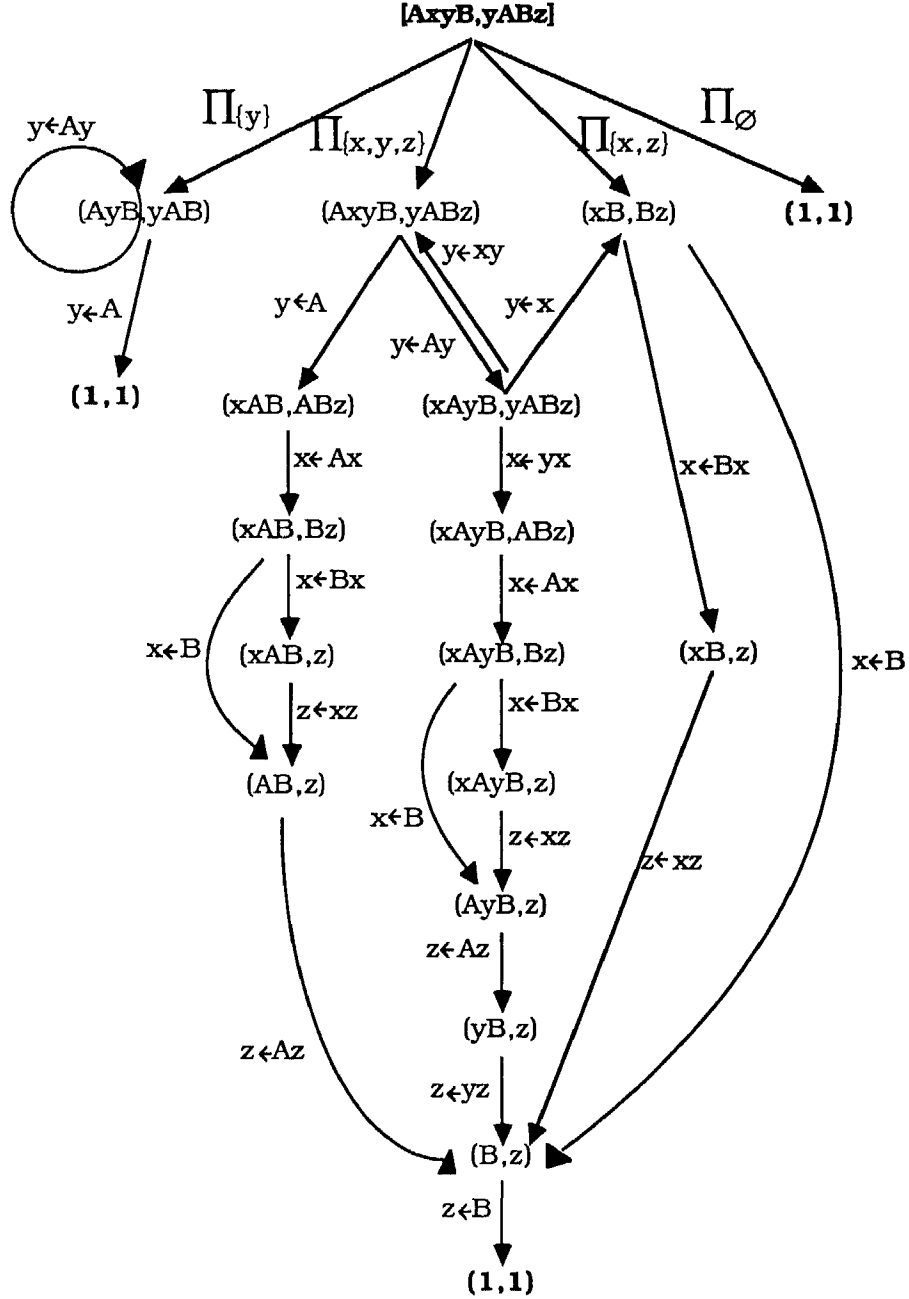 [AxyB,yABz]
∏{y}
∏{x,y,z}
∏{x,z}
∏∅
y←Ay
(AyB,yAB)
(AxyB,yABz)
(xB,Bz)
(1,1)
y←xy
y←A
y←A
y←Ay
y←x
(1,1)
(xAB,ABz)
(xAyB,yABz)
x←Ax
x←yx
x←Bx
(xAB,Bz)
(xAyB,ABz)
x←Bx
x←Ax
x←B
(xAB,z)
(xAyB,Bz)
(xB,z)
x←B
z←xz
x←Bx
(AB,z)
(xAyB,z)
x←B
z←xz
z←xz
(AyB,z)
z←Az
(yB,z)
z←Az
z←yz
(B,z)
z←B
(1,1)